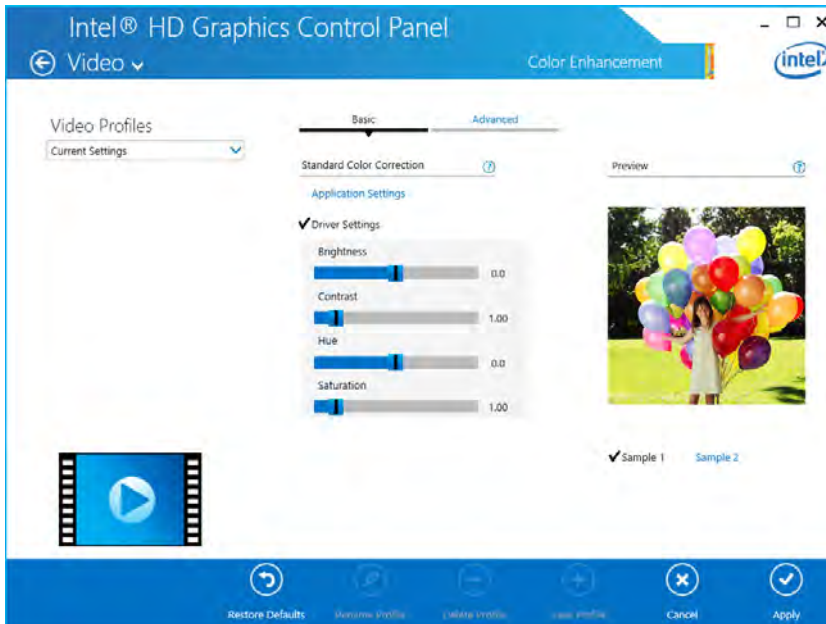 Intel® HD Graphics Control Panel
Video
Color Enhancement
intel
Video Profiles
Current Settings
Basic
Advanced
Standard Color Correction
?
Application Settings
Driver Settings
Brightness
0.0
Contrast
1.00
Hue
0.0
Saturation
1.00
Preview
?
Sample 1
Sample 2
Restore Defaults
Rename Profile
Delete Profile
Save Profile
Cancel
Apply